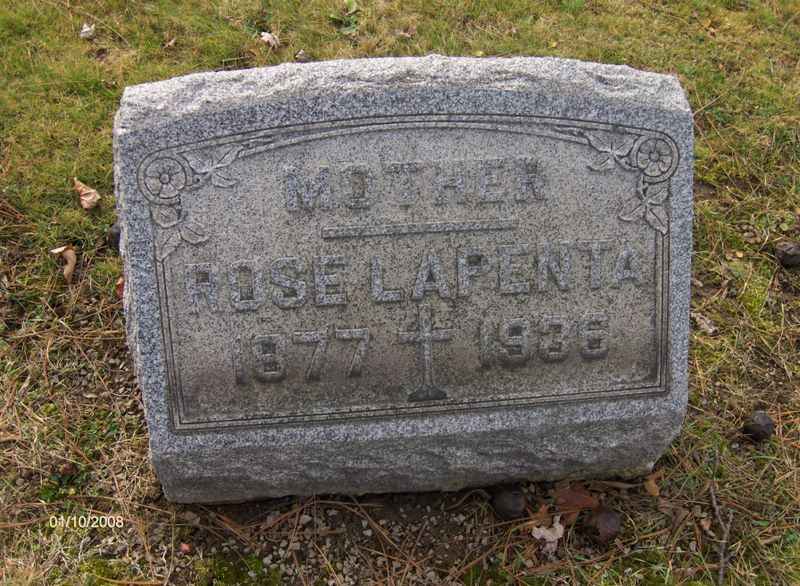 MOTHER
ROSE LAPENTA
1877 1936
01/10/2008